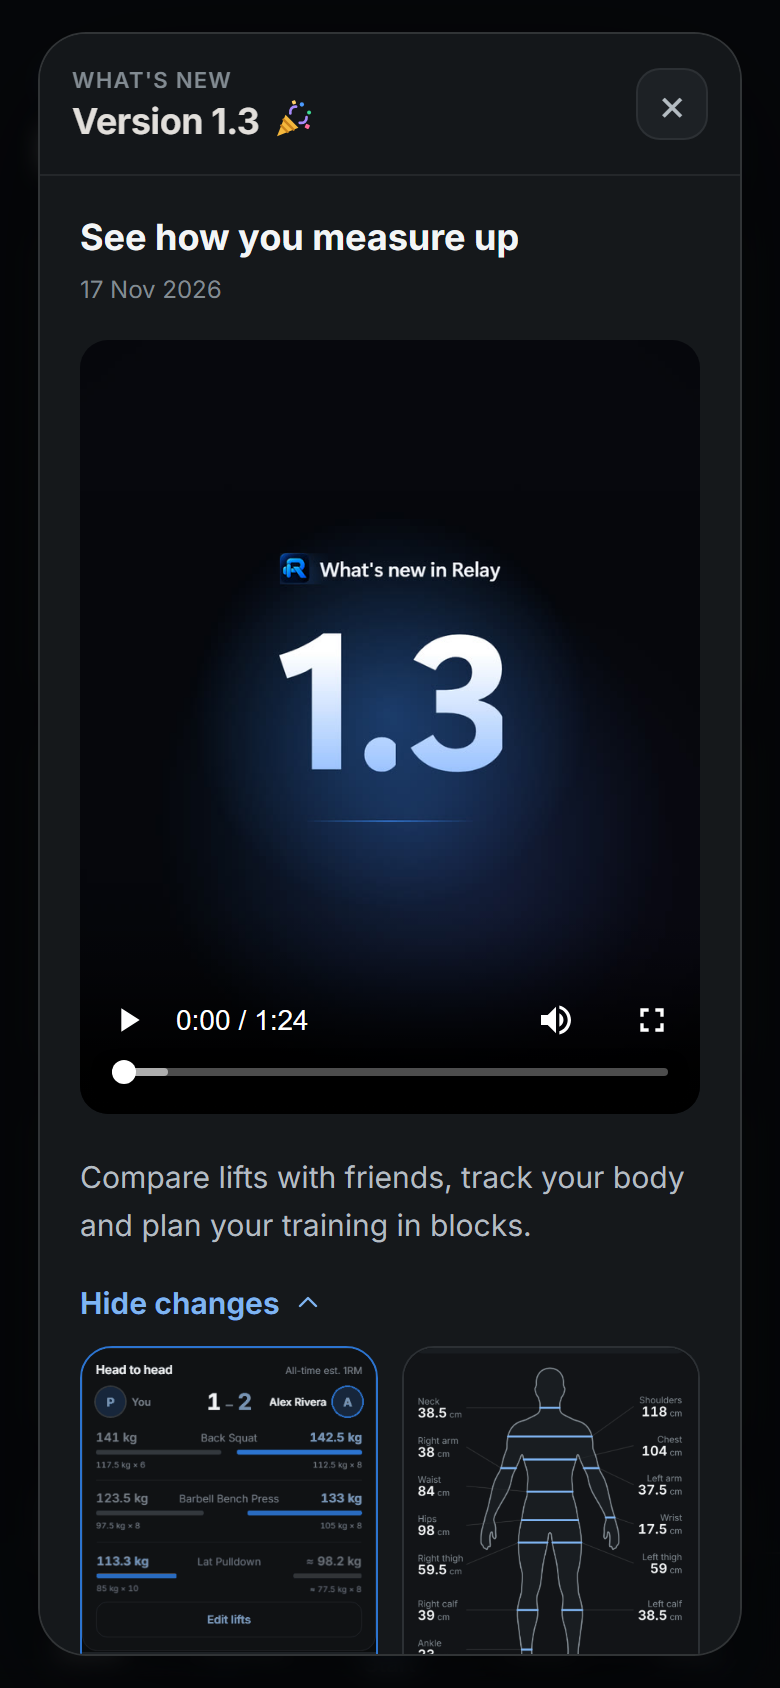 WHAT'S NEW
Version 1.3 🎉
See how you measure up
17 Nov 2026
What's new in Relay
1.3
0:00 / 1:24
Compare lifts with friends, track your body
and plan your training in blocks.
Hide changes
Head to head
All-time est. 1RM
P You 1 – 2 Alex Rivera A
141 kg Back Squat 142.5 kg
117.5 kg × 6 112.5 kg × 8
123.5 kg Barbell Bench Press 133 kg
97.5 kg × 8 105 kg × 8
113.3 kg Lat Pulldown ≈ 98.2 kg
85 kg × 10 ≈ 77.5 kg × 8
Edit lifts
Neck
38.5 cm
Shoulders
118 cm
Right arm
38 cm
Chest
104 cm
Waist
84 cm
Left arm
37.5 cm
Hips
98 cm
Wrist
17.5 cm
Right thigh
59.5 cm
Left thigh
59 cm
Right calf
39 cm
Left calf
38.5 cm
Ankle